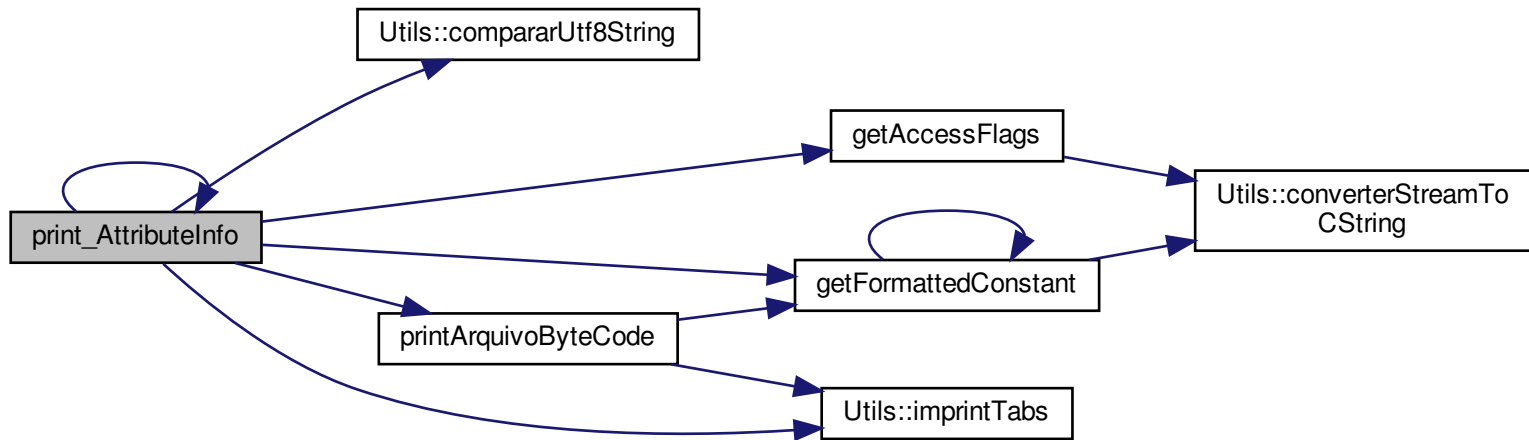 Utils::compararUtf8String
getAccessFlags
Utils::converterStreamTo
CString
print_AttributeInfo
getFormattedConstant
printArquivoByteCode
Utils::imprintTabs